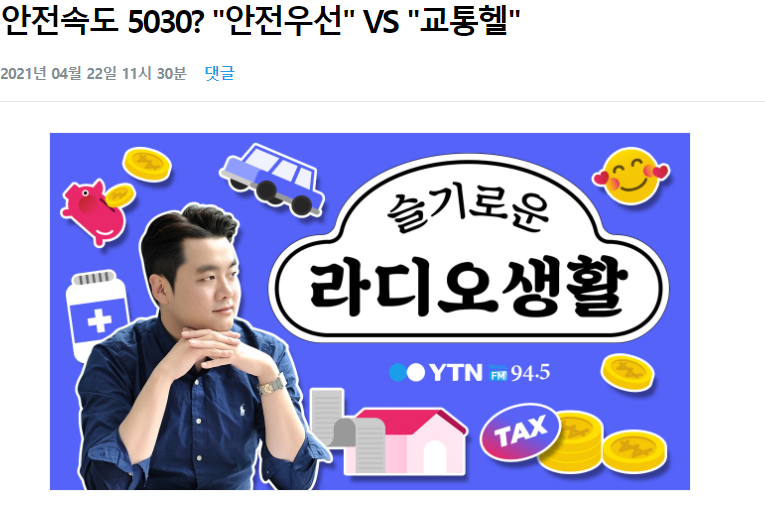 안전속도 5030? "안전우선" VS "교통헬"
2021년 04월 22일 11시 30분 댓글
슬기로운
라디오생활
YTN FM 94.5
TAX